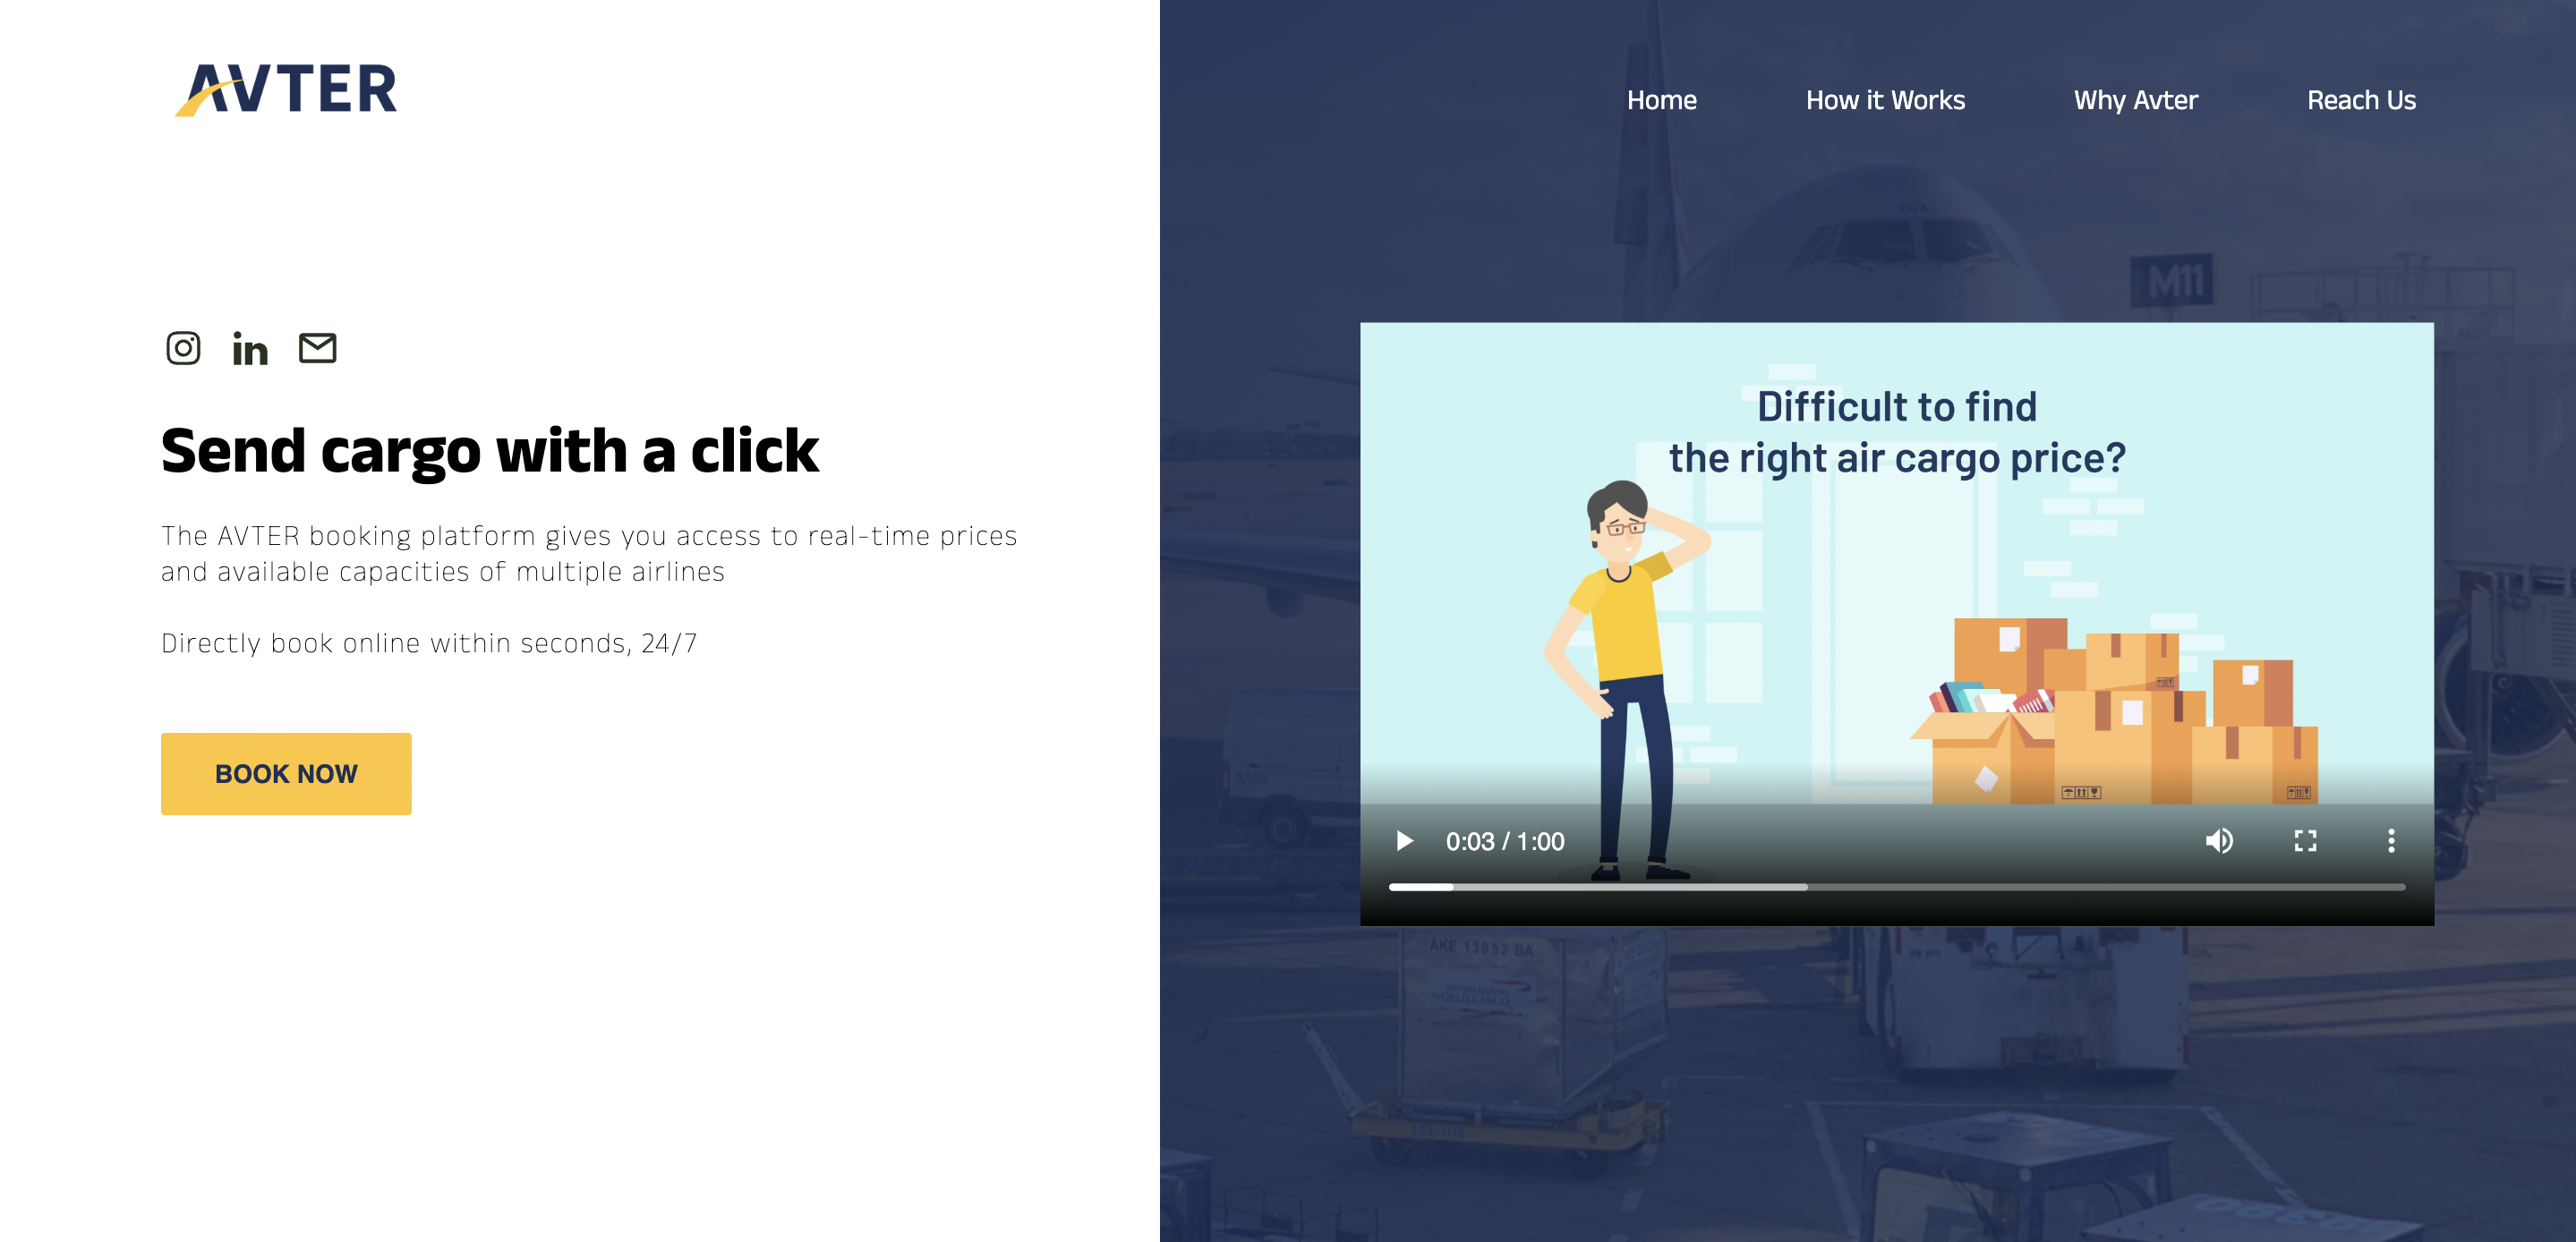 AVTER
Home
How it Works
Why Avter
Reach Us
M11
Send cargo with a click
The AVTER booking platform gives you access to real-time prices
and available capacities of multiple airlines
Directly book online within seconds, 24/7
BOOK NOW
Difficult to find
the right air cargo price?
0:03 / 1:00
AKE 13052 BA